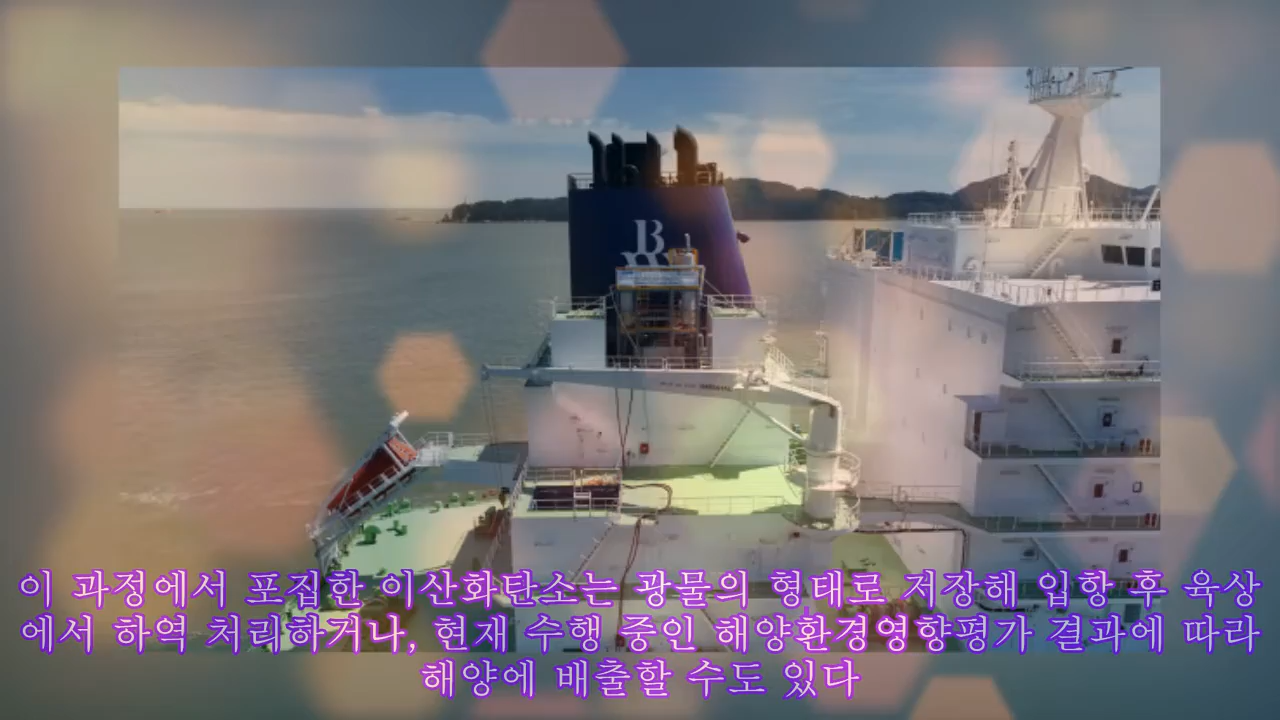 B
이 과정에서 포집한 이산화탄소는 광물의 형태로 저장해 입항 후 육상
에서 하역 처리하거나, 현재 수행 중인 해양환경영향평가 결과에 따라
해양에 배출할 수도 있다